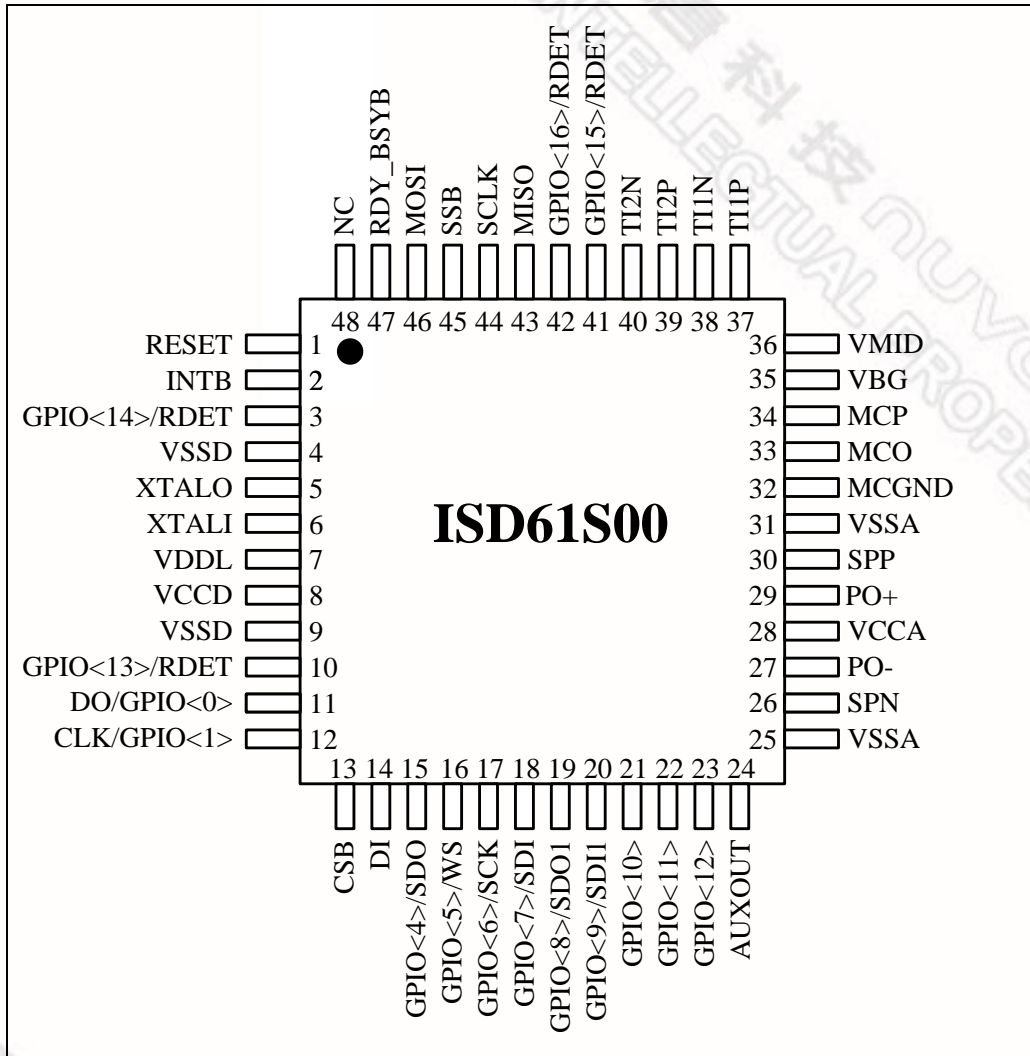 NC
RDY_BSYB
MOSI
SSB
SCLK
MISO
GPIO<16>/RDET
GPIO<15>/RDET
TI2N
TI2P
TI1N
TI1P
48 47 46 45 44 43 42 41 40 39 38 37
RESET 1
INTB 2
GPIO<14>/RDET 3
VSSD 4
XTALO 5
XTALI 6
VDDL 7
VCCD 8
VSSD 9
GPIO<13>/RDET 10
DO/GPIO<0> 11
CLK/GPIO<1> 12
ISD61S00
36 VMID
35 VBG
34 MCP
33 MCO
32 MCGND
31 VSSA
30 SPP
29 PO+
28 VCCA
27 PO-
26 SPN
25 VSSA
13 14 15 16 17 18 19 20 21 22 23 24
CSB
DI
GPIO<4>/SDO
GPIO<5>/WS
GPIO<6>/SCK
GPIO<7>/SDI
GPIO<8>/SDO1
GPIO<9>/SDI1
GPIO<10>
GPIO<11>
GPIO<12>
AUXOUT
科技 nuvo
INTELLECTUAL PROPE